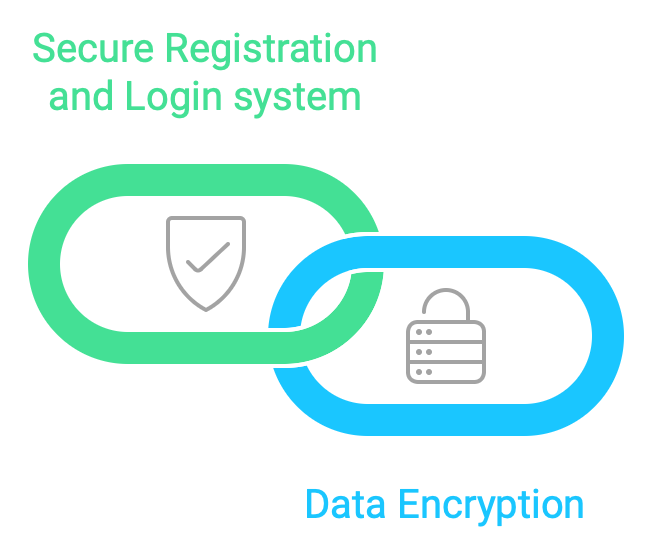 Secure Registration
and Login system
Data Encryption